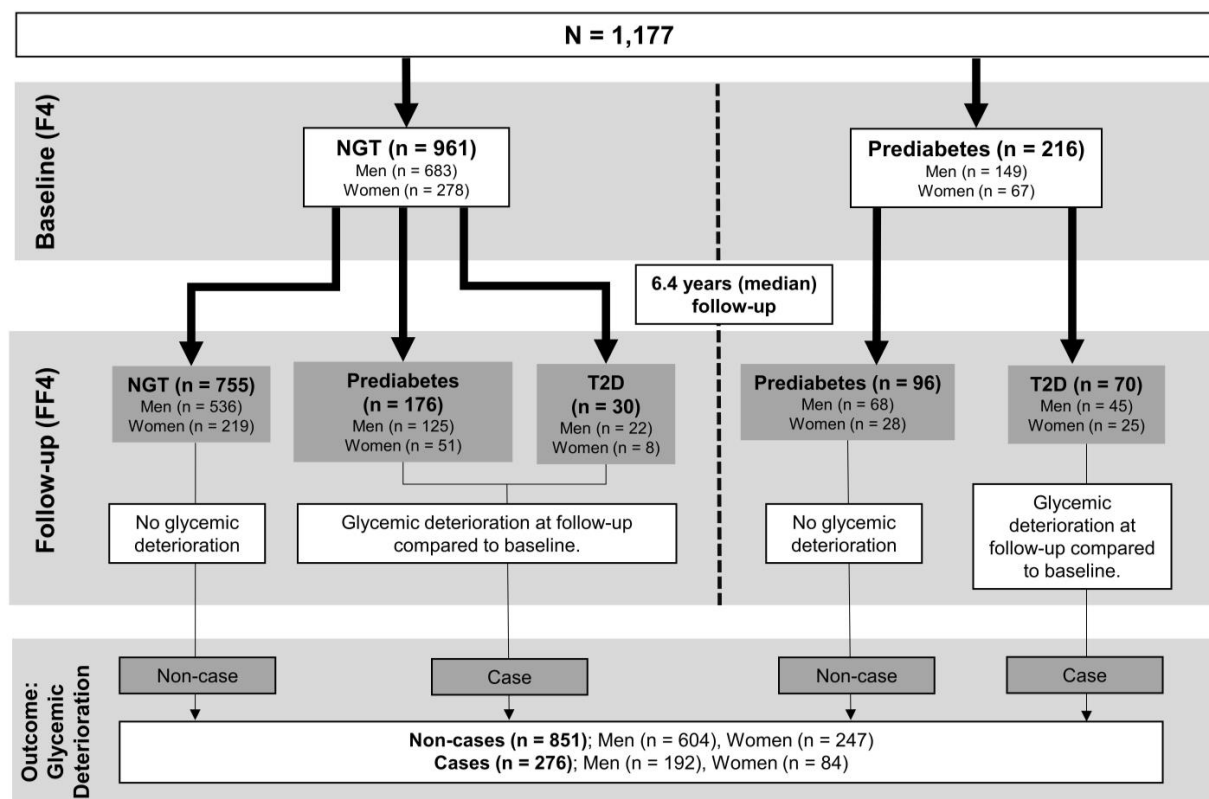 N = 1,177
Baseline (F4)
NGT (n = 961)
Men (n = 683)
Women (n = 278)
Prediabetes (n = 216)
Men (n = 149)
Women (n = 67)
6.4 years (median)
follow-up
Follow-up (FF4)
NGT (n = 755)
Men (n = 536)
Women (n = 219)
Prediabetes
(n = 176)
Men (n = 125)
Women (n = 51)
T2D
(n = 30)
Men (n = 22)
Women (n = 8)
Prediabetes (n = 96)
Men (n = 68)
Women (n = 28)
T2D (n = 70)
Men (n = 45)
Women (n = 25)
No glycemic
deterioration
Glycemic deterioration at follow-up
compared to baseline.
No glycemic
deterioration
Glycemic
deterioration at
follow-up compared
to baseline.
Outcome:
Glycemic
Deterioration
Non-case
Case
Non-case
Case
Non-cases (n = 851); Men (n = 604), Women (n = 247)
Cases (n = 276); Men (n = 192), Women (n = 84)